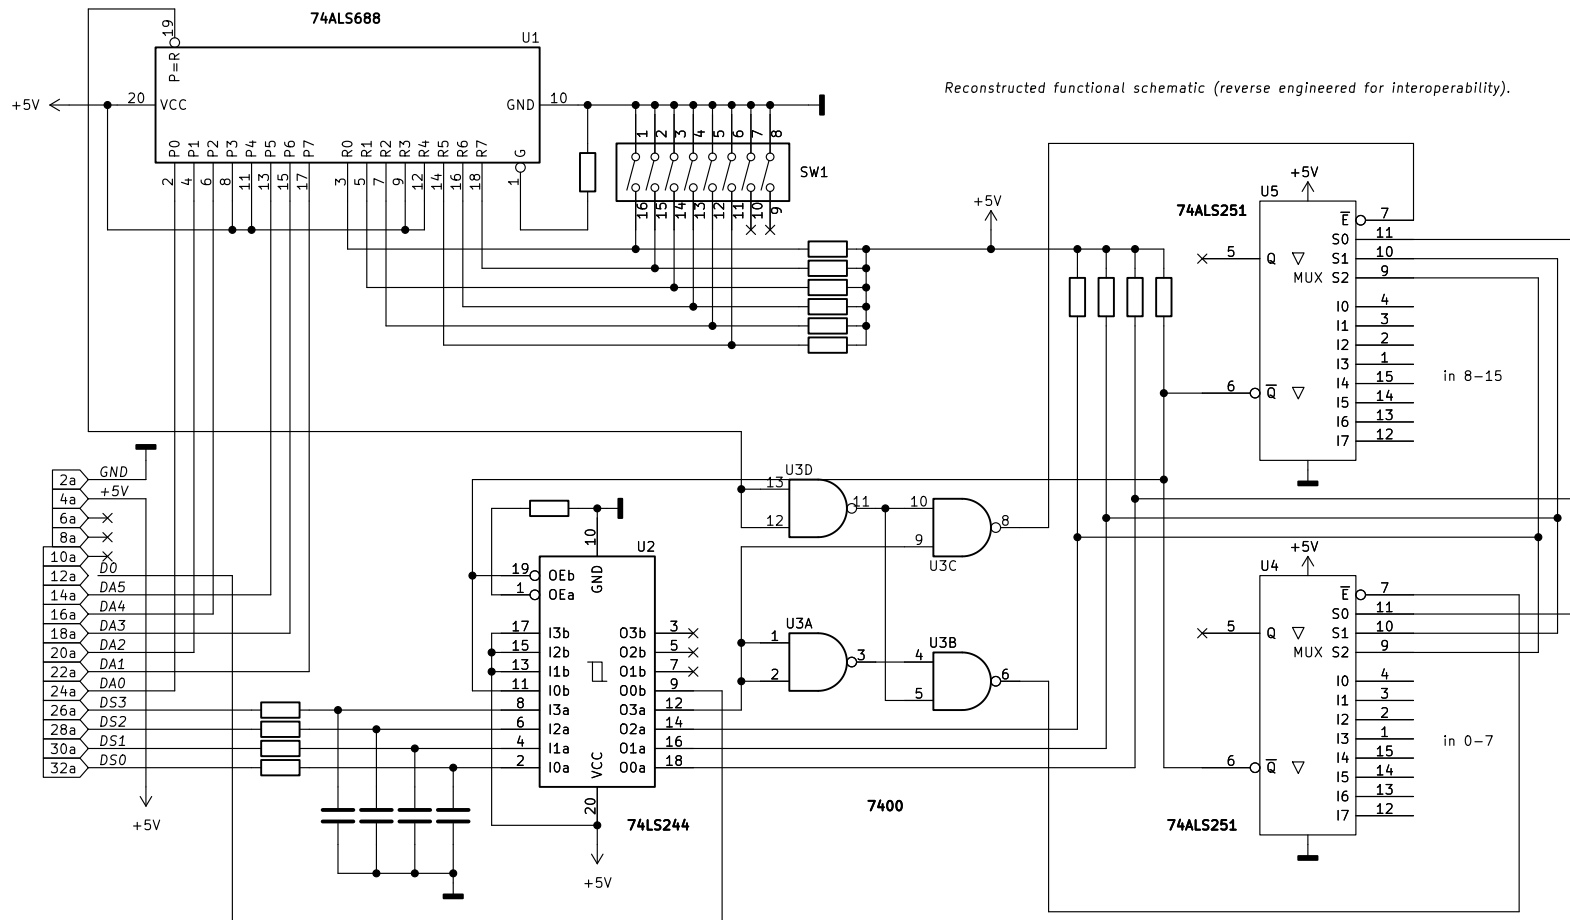 74ALS688
U1
19
P=R
+5V
20
VCC
GND
10
P0
P1
P2
P3
P4
P5
P6
P7
R0
R1
R2
R3
R4
R5
R6
R7
G
2
4
6
8
11
13
15
17
3
5
7
9
12
14
16
18
1
1
2
3
4
5
6
7
8
SW1
16
15
14
13
12
11
10
9
Reconstructed functional schematic (reverse engineered for interoperability).
+5V
+5V
U5
74ALS251
E 7
S0 11
S1 10
S2 9
5 Q
MUX
I0 4
I1 3
I2 2
I3 1
I4 15
I5 14
I6 13
I7 12
6 Q
in 8-15
2a GND
4a +5V
6a
8a
10a
12a D0
14a DA5
16a DA4
18a DA3
20a DA2
22a DA1
24a DA0
26a DS3
28a DS2
30a DS1
32a DS0
+5V
U2
10
GND
19 OEb
1 OEa
17 I3b
15 I2b
13 I1b
11 I0b
8 I3a
6 I2a
4 I1a
2 I0a
O3b 3
O2b 5
O1b 7
O0b 9
O3a 12
O2a 14
O1a 16
O0a 18
VCC
20
74LS244
+5V
U3D
13
12
11
10
9
8
U3C
U3A
1
2
3
U3B
4
5
6
7400
+5V
U4
E 7
S0 11
S1 10
S2 9
5 Q
MUX
I0 4
I1 3
I2 2
I3 1
I4 15
I5 14
I6 13
I7 12
6 Q
in 0-7
74ALS251